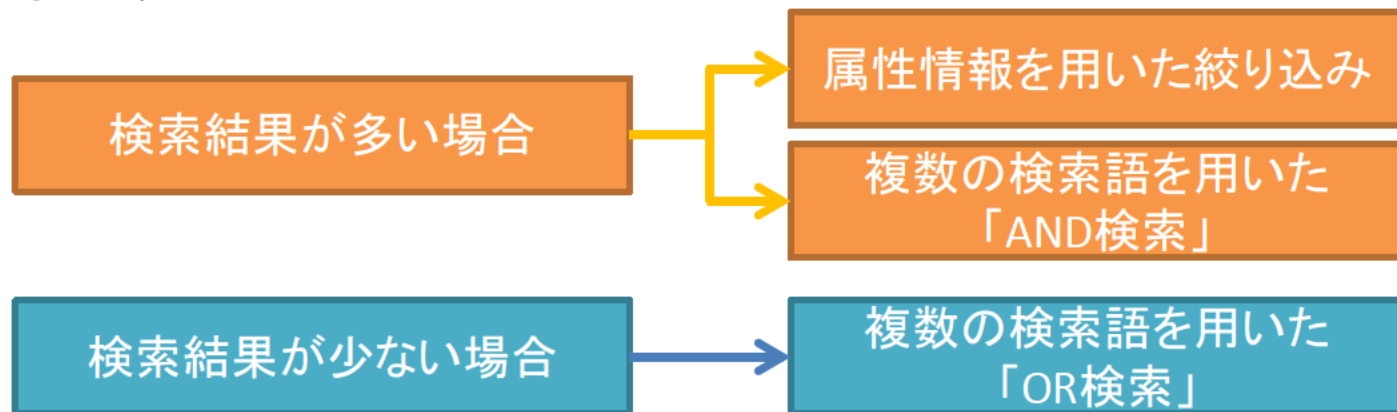 検索結果が多い場合
属性情報を用いた絞り込み
複数の検索語を用いた
「AND検索」
検索結果が少ない場合
複数の検索語を用いた
「OR検索」